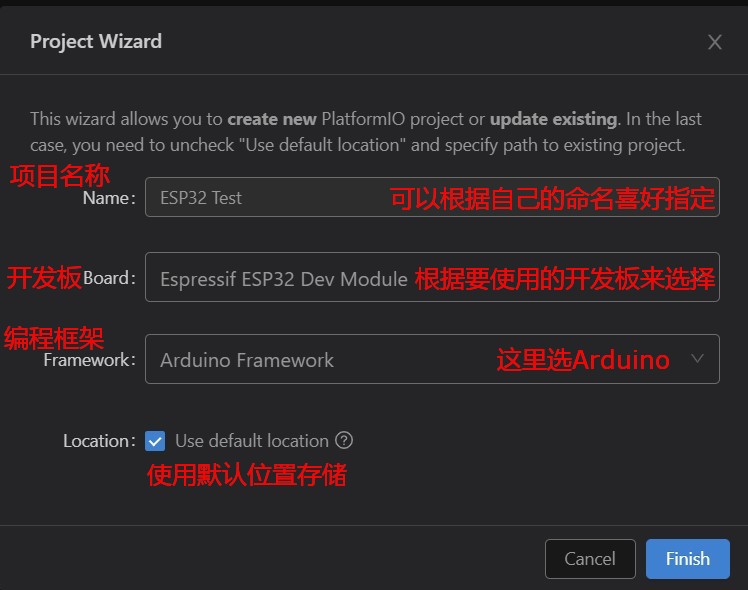 Project Wizard
This wizard allows you to create new PlatformIO project or update existing. In the last
case, you need to uncheck "Use default location" and specify path to existing project.
项目名称
Name: ESP32 Test 可以根据自己的命名喜好指定
开发板 Board: Espressif ESP32 Dev Module 根据要使用的开发板来选择
编程框架
Framework: Arduino Framework 这里选Arduino
Location: Use default location ?
使用默认位置存储
Cancel Finish